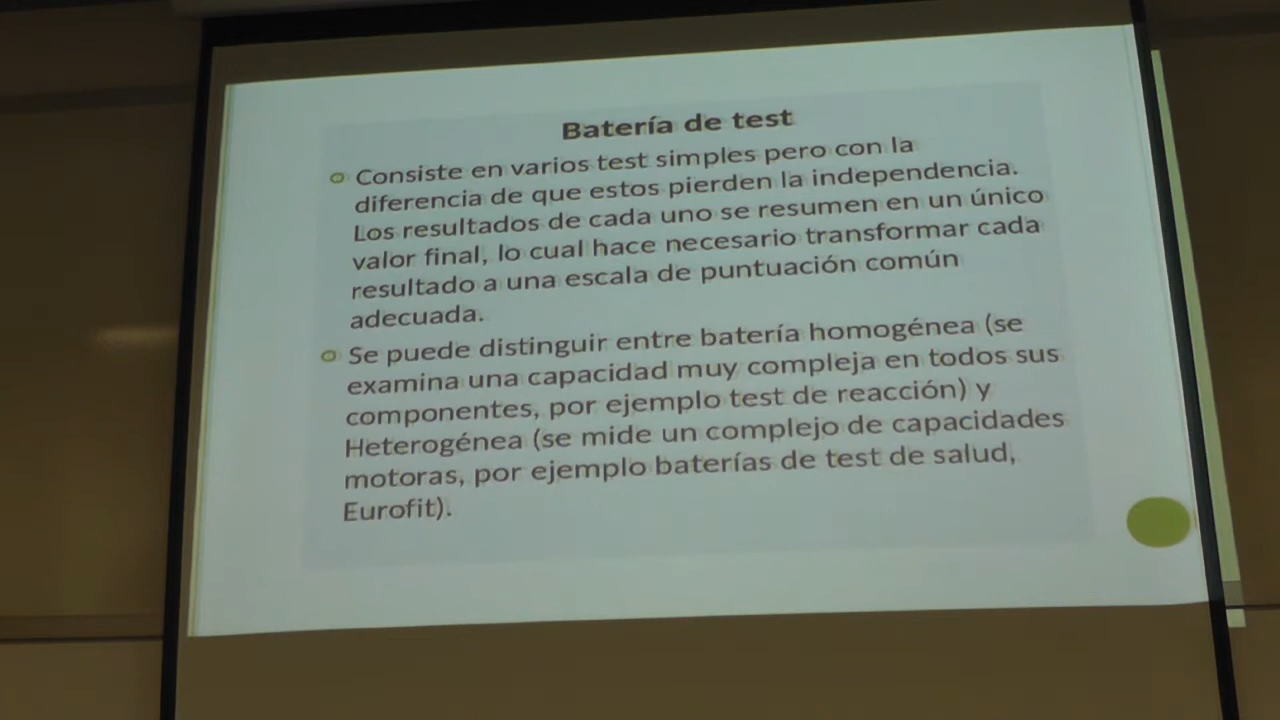 Batería de test
Consiste en varios test simples pero con la
diferencia de que estos pierden la independencia.
Los resultados de cada uno se resumen en un único
valor final, lo cual hace necesario transformar cada
resultado a una escala de puntuación común
adecuada.
Se puede distinguir entre batería homogénea (se
examina una capacidad muy compleja en todos sus
componentes, por ejemplo test de reacción) y
Heterogénea (se mide un complejo de capacidades
motoras, por ejemplo baterías de test de salud,
Eurofit).